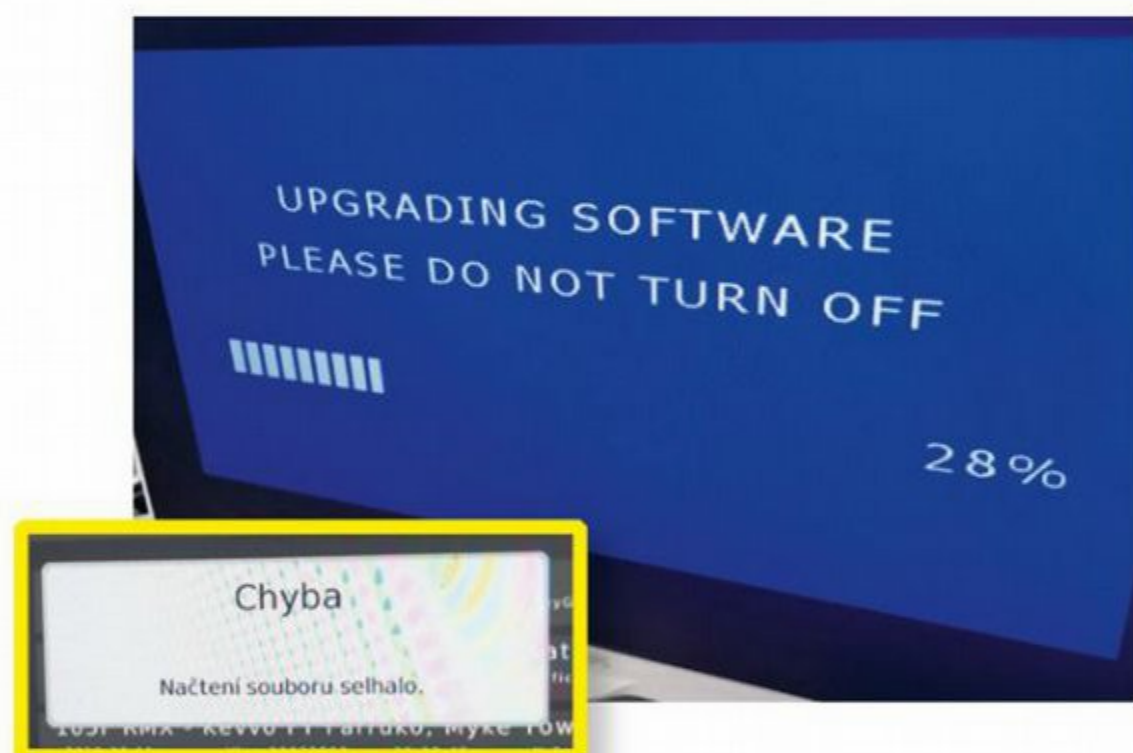 UPGRADING SOFTWARE
PLEASE DO NOT TURN OFF
28%
Chyba
Načtení souboru selhalo.